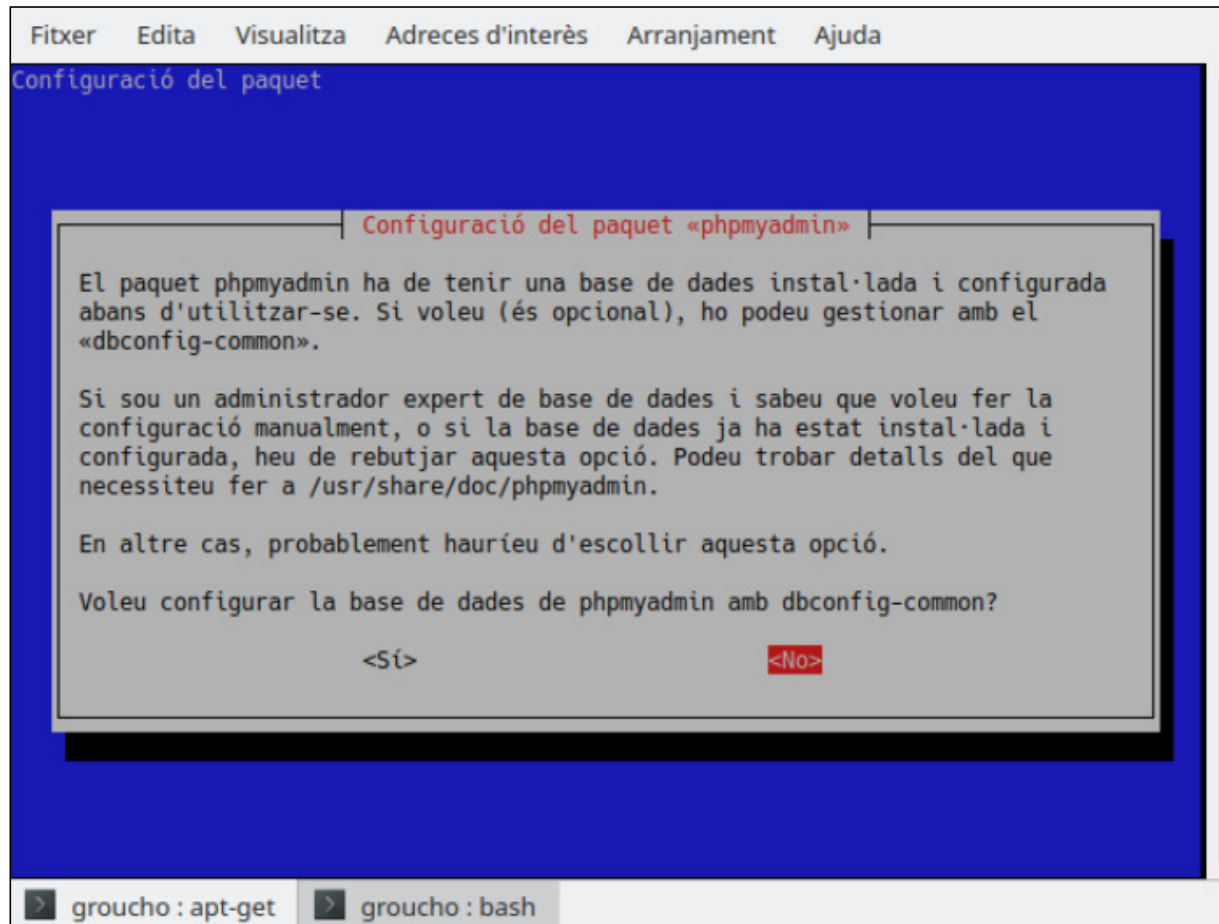 Fitxer Edita Visualitza Adreces d'interès Arranjament Ajuda
Configuració del paquet
Configuració del paquet «phpmyadmin»
El paquet phpmyadmin ha de tenir una base de dades instal·lada i configurada
abans d'utilitzar-se. Si voleu (és opcional), ho podeu gestionar amb el
«dbconfig-common».
Si sou un administrador expert de base de dades i sabeu que voleu fer la
configuració manualment, o si la base de dades ja ha estat instal·lada i
configurada, heu de rebutjar aquesta opció. Podeu trobar detalls del que
necessiteu fer a /usr/share/doc/phpmyadmin.
En altre cas, probablement hauríeu d'escollir aquesta opció.
Voleu configurar la base de dades de phpmyadmin amb dbconfig-common?
<Sí> <No>
groucho : apt-get groucho : bash